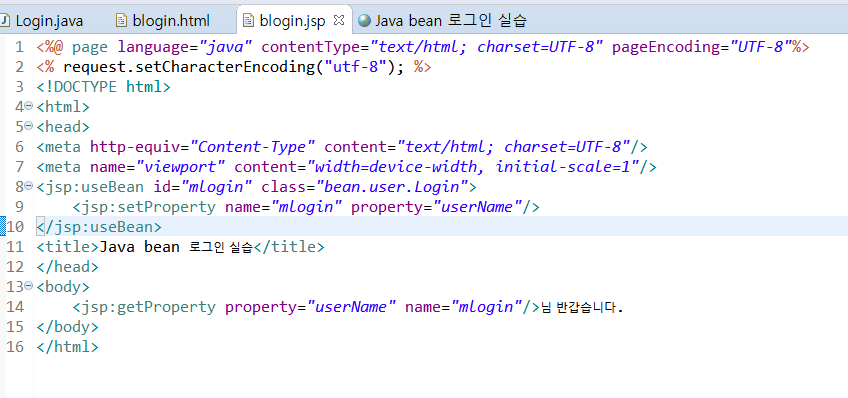 Login.java blogin.html blogin.jsp Java bean 로그인 실습
1 <%@ page language="java" contentType="text/html; charset=UTF-8" pageEncoding="UTF-8"%>
2 <% request.setCharacterEncoding("utf-8"); %>
3 <!DOCTYPE html>
4 <html>
5 <head>
6 <meta http-equiv="Content-Type" content="text/html; charset=UTF-8"/>
7 <meta name="viewport" content="width=device-width, initial-scale=1"/>
8 <jsp:useBean id="mlogin" class="bean.user.Login">
9 <jsp:setProperty name="mlogin" property="userName"/>
10 </jsp:useBean>
11 <title>Java bean 로그인 실습</title>
12 </head>
13 <body>
14 <jsp:getProperty property="userName" name="mlogin"/>님 반갑습니다.
15 </body>
16 </html>